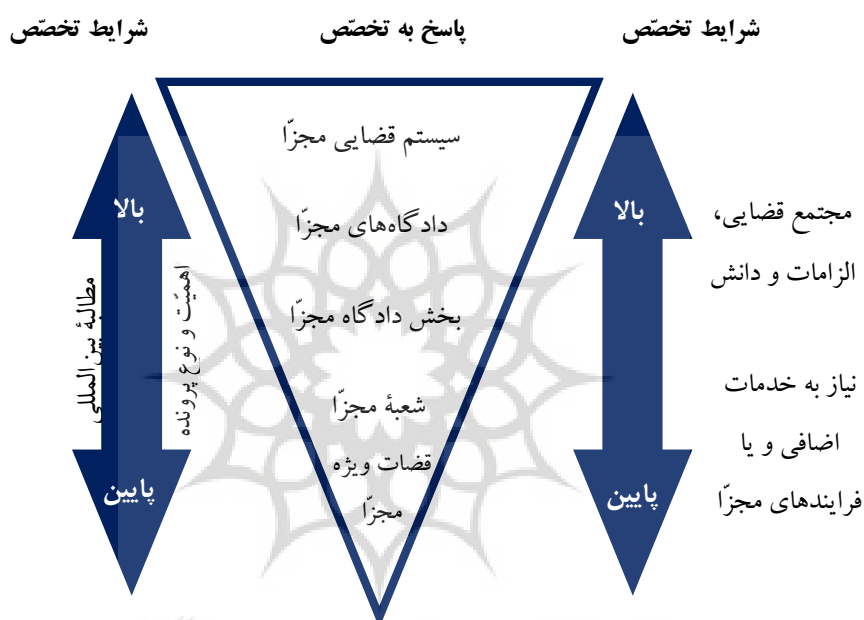 شرایط تخصّص
پاسخ به تخصّص
شرایط تخصّص
سیستم قضایی مجزّا
دادگاه‌های مجزّا
بخش دادگاه مجزّا
شعبۀ مجزّا
قضات ویژه
مجزّا
بالا
پایین
مجتمع قضایی،
الزامات و دانش
نیاز به خدمات
اضافی و یا
فرایندهای مجزّا
بالا
پایین
اهمیّت و نوع پرونده
مطالبۀ بین المللی